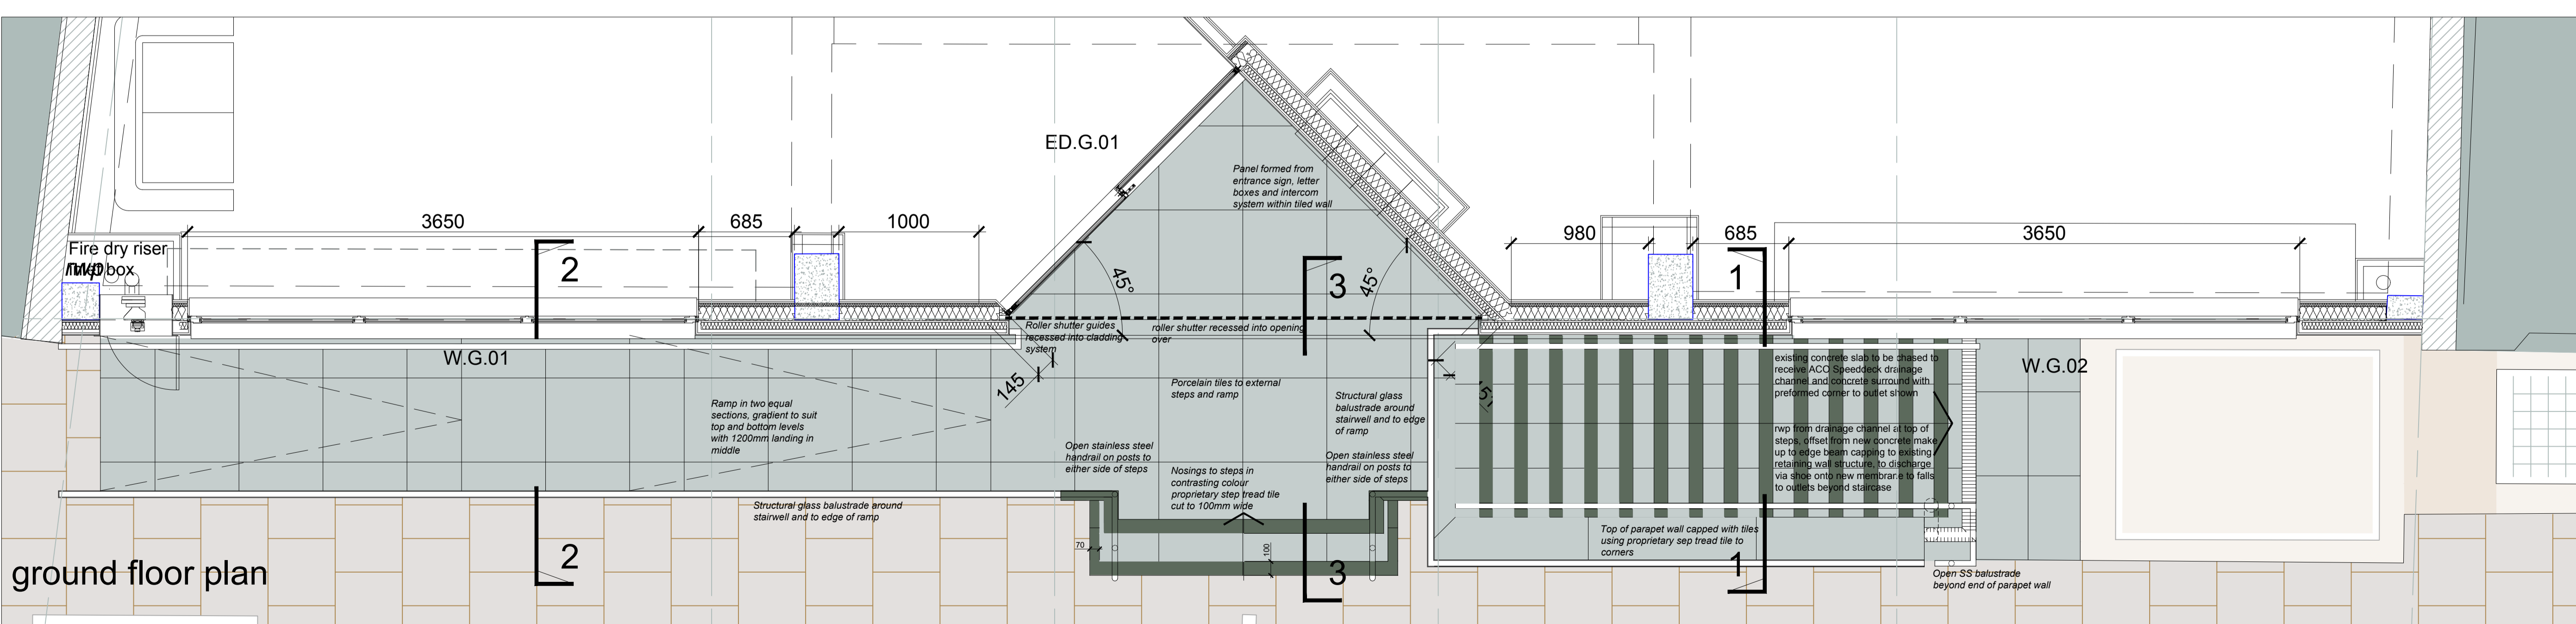 ED.G.01
Panel formed from
entrance sign, letter
boxes and intercom
system within tiled wall
3650
685
1000
980
685
3650
Fire dry riser
inlet box
rwp
2
3
1
45°
45°
Roller shutter guides
recessed into cladding
system
roller shutter recessed into opening
over
W.G.01
W.G.02
145
Porcelain tiles to external
steps and ramp
existing concrete slab to be chased to
receive ACO Speeddeck drainage
channel and concrete surround with
preformed corner to outlet shown
Ramp in two equal
sections, gradient to suit
top and bottom levels
with 1200mm landing in
middle
Structural glass
balustrade around
stairwell and to edge
of ramp
rwp from drainage channel at top of
steps, offset from new concrete make
up to edge beam capping to existing
retaining wall structure, to discharge
via shoe onto new membrane to falls
to outlets beyond staircase
Open stainless steel
handrail on posts to
either side of steps
Open stainless steel
handrail on posts to
either side of steps
Nosings to steps in
contrasting colour
proprietary step tread tile
cut to 100mm wide
Structural glass balustrade around
stairwell and to edge of ramp
Top of parapet wall capped with tiles
using proprietary sep tread tile to
corners
70
100
2
3
1
ground floor plan
Open SS balustrade
beyond end of parapet wall